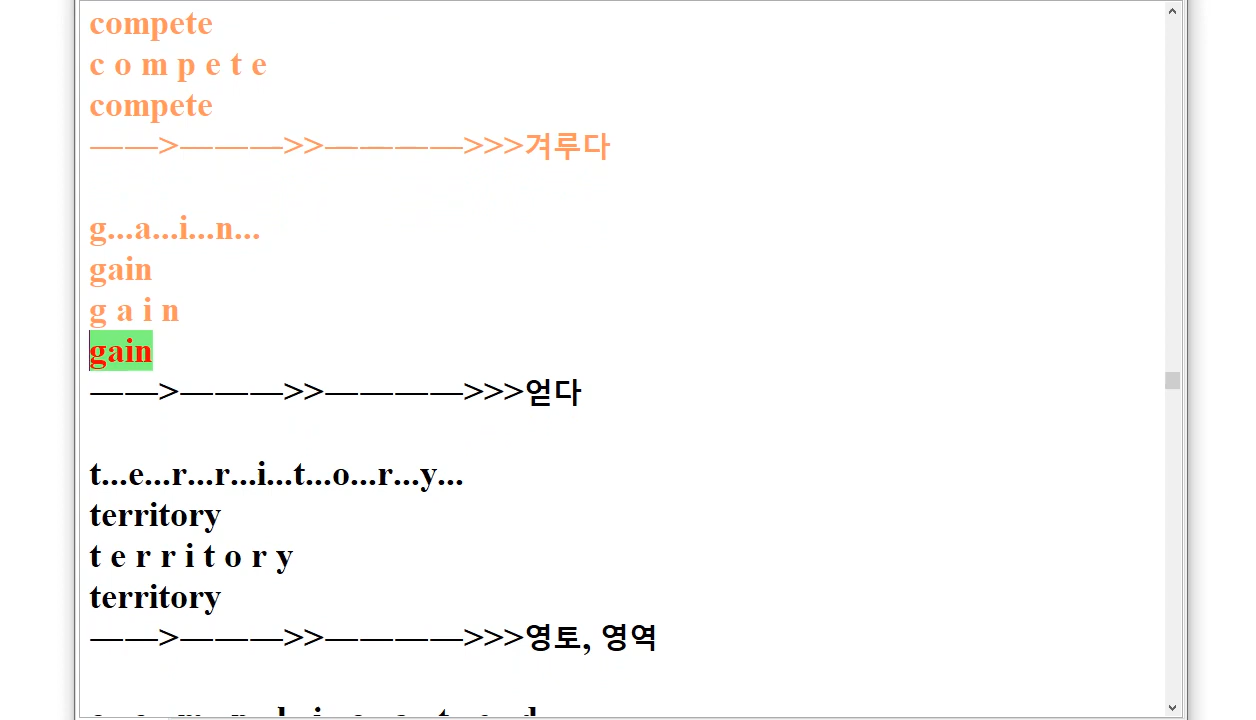 compete
c o m p e t e
compete
——>———>>————>>>겨루다
g...a...i...n...
gain
g a i n
gain
——>———>>————>>>얻다
t...e...r...r...i...t...o...r...y...
territory
t e r r i t o r y
territory
——>———>>————>>>영토, 영역